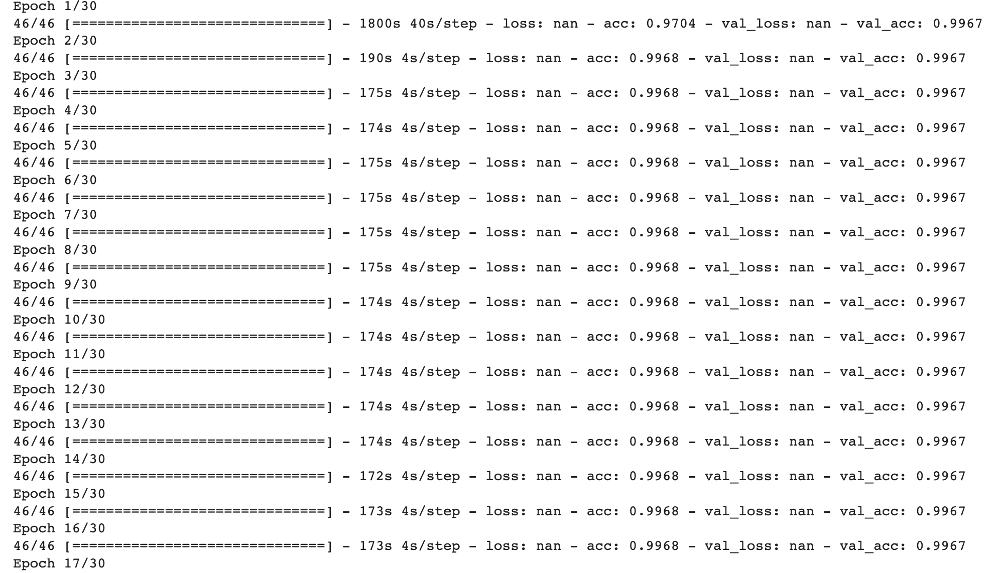 Epoch 1/30
46/46 [==============================] - 1800s 40s/step - loss: nan - acc: 0.9704 - val_loss: nan - val_acc: 0.9967
Epoch 2/30
46/46 [==============================] - 190s 4s/step - loss: nan - acc: 0.9968 - val_loss: nan - val_acc: 0.9967
Epoch 3/30
46/46 [==============================] - 175s 4s/step - loss: nan - acc: 0.9968 - val_loss: nan - val_acc: 0.9967
Epoch 4/30
46/46 [==============================] - 174s 4s/step - loss: nan - acc: 0.9968 - val_loss: nan - val_acc: 0.9967
Epoch 5/30
46/46 [==============================] - 175s 4s/step - loss: nan - acc: 0.9968 - val_loss: nan - val_acc: 0.9967
Epoch 6/30
46/46 [==============================] - 175s 4s/step - loss: nan - acc: 0.9968 - val_loss: nan - val_acc: 0.9967
Epoch 7/30
46/46 [==============================] - 175s 4s/step - loss: nan - acc: 0.9968 - val_loss: nan - val_acc: 0.9967
Epoch 8/30
46/46 [==============================] - 175s 4s/step - loss: nan - acc: 0.9968 - val_loss: nan - val_acc: 0.9967
Epoch 9/30
46/46 [==============================] - 174s 4s/step - loss: nan - acc: 0.9968 - val_loss: nan - val_acc: 0.9967
Epoch 10/30
46/46 [==============================] - 174s 4s/step - loss: nan - acc: 0.9968 - val_loss: nan - val_acc: 0.9967
Epoch 11/30
46/46 [==============================] - 174s 4s/step - loss: nan - acc: 0.9968 - val_loss: nan - val_acc: 0.9967
Epoch 12/30
46/46 [==============================] - 174s 4s/step - loss: nan - acc: 0.9968 - val_loss: nan - val_acc: 0.9967
Epoch 13/30
46/46 [==============================] - 174s 4s/step - loss: nan - acc: 0.9968 - val_loss: nan - val_acc: 0.9967
Epoch 14/30
46/46 [==============================] - 172s 4s/step - loss: nan - acc: 0.9968 - val_loss: nan - val_acc: 0.9967
Epoch 15/30
46/46 [==============================] - 173s 4s/step - loss: nan - acc: 0.9968 - val_loss: nan - val_acc: 0.9967
Epoch 16/30
46/46 [==============================] - 173s 4s/step - loss: nan - acc: 0.9968 - val_loss: nan - val_acc: 0.9967
Epoch 17/30